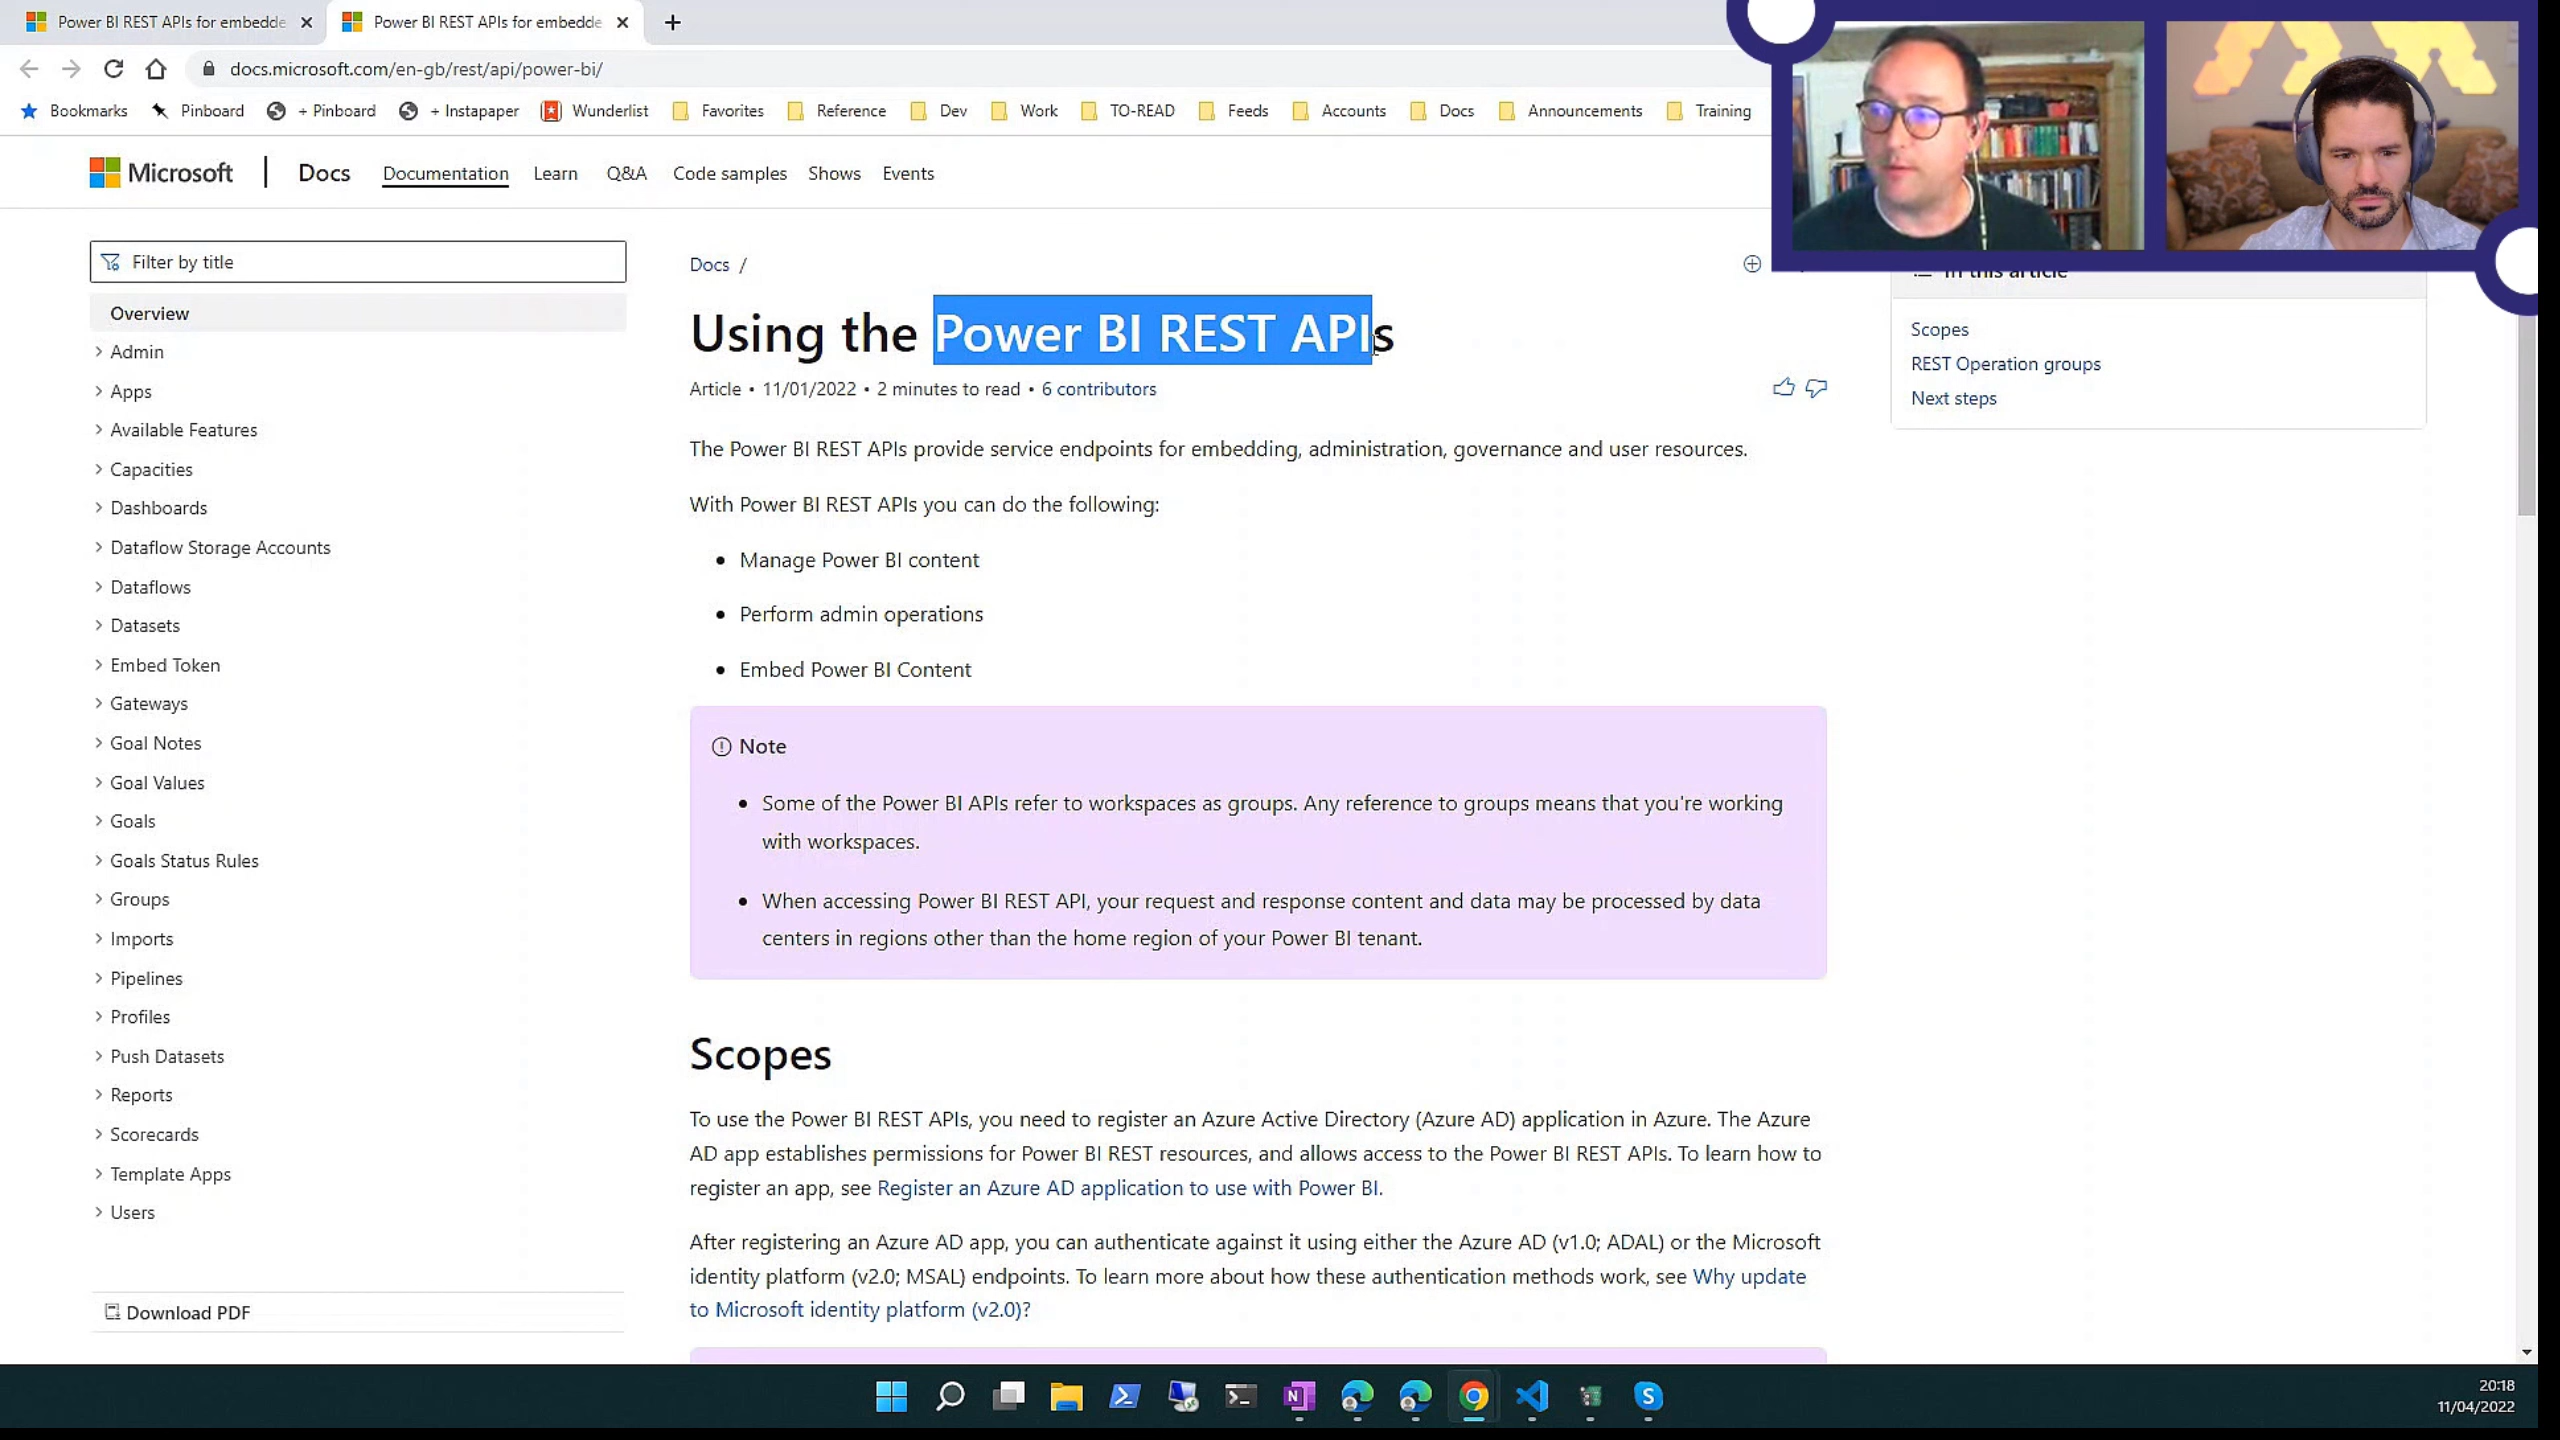 Power BI REST APIs for embedde
Power BI REST APIs for embedde
docs.microsoft.com/en-gb/rest/api/power-bi/
Bookmarks Pinboard + Pinboard + Instapaper Wunderlist Favorites Reference Dev Work TO-READ Feeds Accounts Docs Announcements Training
Microsoft | Docs Documentation Learn Q&A Code samples Shows Events
Filter by title
Overview
Admin
Apps
Available Features
Capacities
Dashboards
Dataflow Storage Accounts
Dataflows
Datasets
Embed Token
Gateways
Goal Notes
Goal Values
Goals
Goals Status Rules
Groups
Imports
Pipelines
Profiles
Push Datasets
Reports
Scorecards
Template Apps
Users
Download PDF
Docs /
Using the Power BI REST APIs
Article • 11/01/2022 • 2 minutes to read • 6 contributors
The Power BI REST APIs provide service endpoints for embedding, administration, governance and user resources.
With Power BI REST APIs you can do the following:
• Manage Power BI content
• Perform admin operations
• Embed Power BI Content
Note
• Some of the Power BI APIs refer to workspaces as groups. Any reference to groups means that you're working
with workspaces.
• When accessing Power BI REST API, your request and response content and data may be processed by data
centers in regions other than the home region of your Power BI tenant.
Scopes
To use the Power BI REST APIs, you need to register an Azure Active Directory (Azure AD) application in Azure. The Azure
AD app establishes permissions for Power BI REST resources, and allows access to the Power BI REST APIs. To learn how to
register an app, see Register an Azure AD application to use with Power BI.
After registering an Azure AD app, you can authenticate against it using either the Azure AD (v1.0; ADAL) or the Microsoft
identity platform (v2.0; MSAL) endpoints. To learn more about how these authentication methods work, see Why update
to Microsoft identity platform (v2.0)?
In this article
Scopes
REST Operation groups
Next steps
20:18
11/04/2022